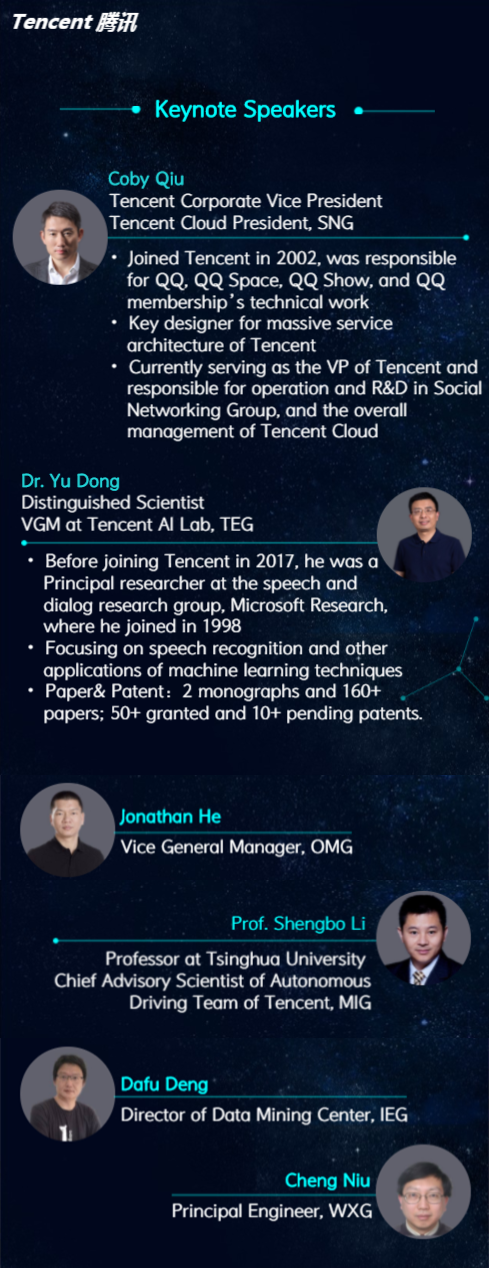 Tencent 腾讯
Keynote Speakers
Coby Qiu
Tencent Corporate Vice President
Tencent Cloud President, SNG
• Joined Tencent in 2002, was responsible
for QQ, QQ Space, QQ Show, and QQ
membership's technical work
• Key designer for massive service
architecture of Tencent
• Currently serving as the VP of Tencent and
responsible for operation and R&D in Social
Networking Group, and the overall
management of Tencent Cloud
Dr. Yu Dong
Distinguished Scientist
VGM at Tencent AI Lab, TEG
• Before joining Tencent in 2017, he was a
Principal researcher at the speech and
dialog research group, Microsoft Research,
where he joined in 1998
• Focusing on speech recognition and other
applications of machine learning techniques
• Paper& Patent：2 monographs and 160+
papers; 50+ granted and 10+ pending patents.
Jonathan He
Vice General Manager, OMG
Prof. Shengbo Li
Professor at Tsinghua University
Chief Advisory Scientist of Autonomous
Driving Team of Tencent, MIG
Dafu Deng
Director of Data Mining Center, IEG
Cheng Niu
Principal Engineer, WXG